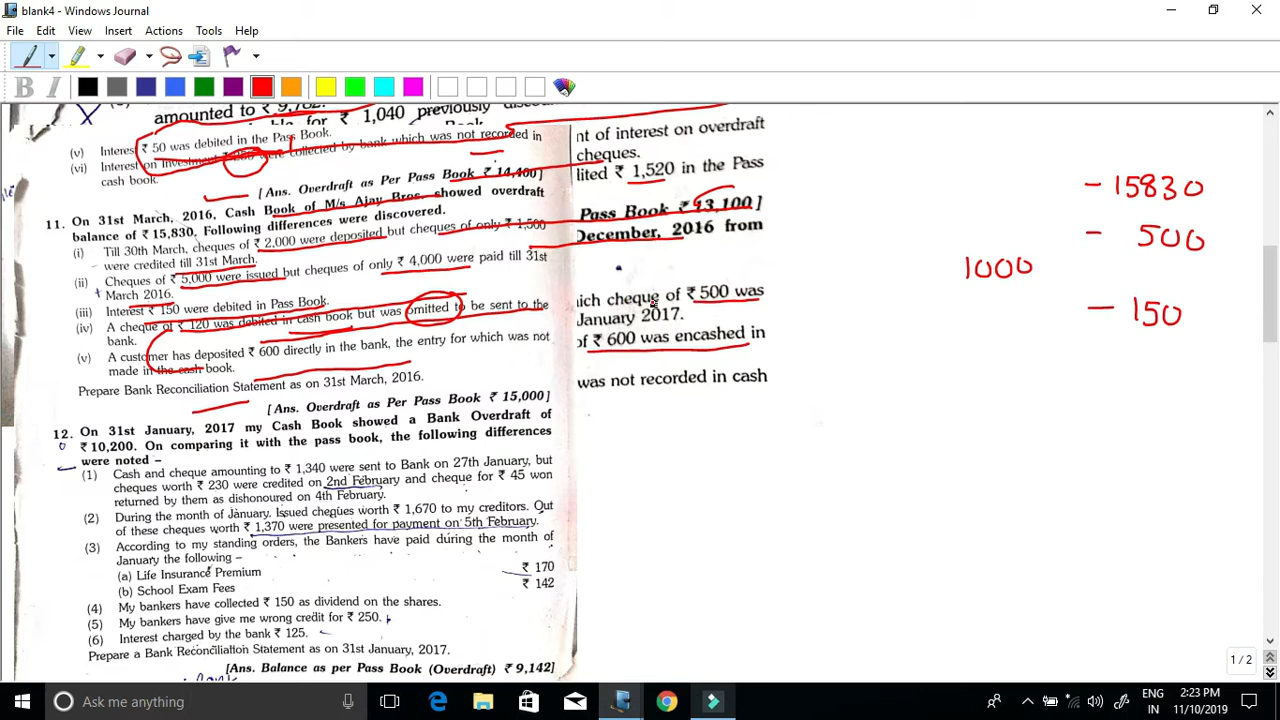 blank4 - Windows Journal
File Edit View Insert Actions Tools Help
B I
amounted to ₹ 9,782.
for ₹ 1,040 previously
(v) Interest ₹ 50 was debited in the Pass Book.
(vi) Interest on Investment were collected by bank which was not recorded in
cash book.
[Ans. Overdraft as Per Pass Book ₹ 14,400]
11. On 31st March, 2016, Cash Book of M/s Ajay Bros. showed overdraft
balance of ₹ 15,830. Following differences were discovered.
(i) Till 30th March, cheques of ₹ 2,000 were deposited but cheques of only ₹ 1,500
were credited till 31st March.
(ii) Cheques of ₹ 5,000 were issued but cheques of only ₹ 4,000 were paid till 31st
March 2016.
(iii) Interest ₹ 150 were debited in Pass Book.
(iv) A cheque of ₹ 120 was debited in cash book but was omitted to be sent to the
bank.
(v) A customer has deposited ₹ 600 directly in the bank, the entry for which was not
made in the cash book.
Prepare Bank Reconciliation Statement as on 31st March, 2016.
[Ans. Overdraft as Per Pass Book ₹ 15,000]
12. On 31st January, 2017 my Cash Book showed a Bank Overdraft of
₹ 10,200. On comparing it with the pass book, the following differences
were noted –
(1) Cash and cheque amounting to ₹ 1,340 were sent to Bank on 27th January, but
cheques worth ₹ 230 were credited on 2nd February and cheque for ₹ 45 won
returned by them as dishonoured on 4th February.
(2) During the month of January. Issued cheques worth ₹ 1,670 to my creditors. Out
of these cheques worth ₹ 1,370 were presented for payment on 5th February.
(3) According to my standing orders, the Bankers have paid during the month of
January the following –
(a) Life Insurance Premium ₹ 170
(b) School Exam Fees ₹ 142
(4) My bankers have collected ₹ 150 as dividend on the shares.
(5) My bankers have give me wrong credit for ₹ 250.
(6) Interest charged by the bank ₹ 125.
Prepare a Bank Reconciliation Statement as on 31st January, 2017.
[Ans. Balance as per Pass Book (Overdraft) ₹ 9,142]
nt of interest on overdraft
cheques.
lited ₹ 1,520 in the Pass
Pass Book ₹ 13,100]
December, 2016 from
ich cheque of ₹ 500 was
January 2017.
of ₹ 600 was encashed in
was not recorded in cash
- 15830
- 500
1000
- 150
1 / 2
Ask me anything
ENG
IN
2:23 PM
11/10/2019